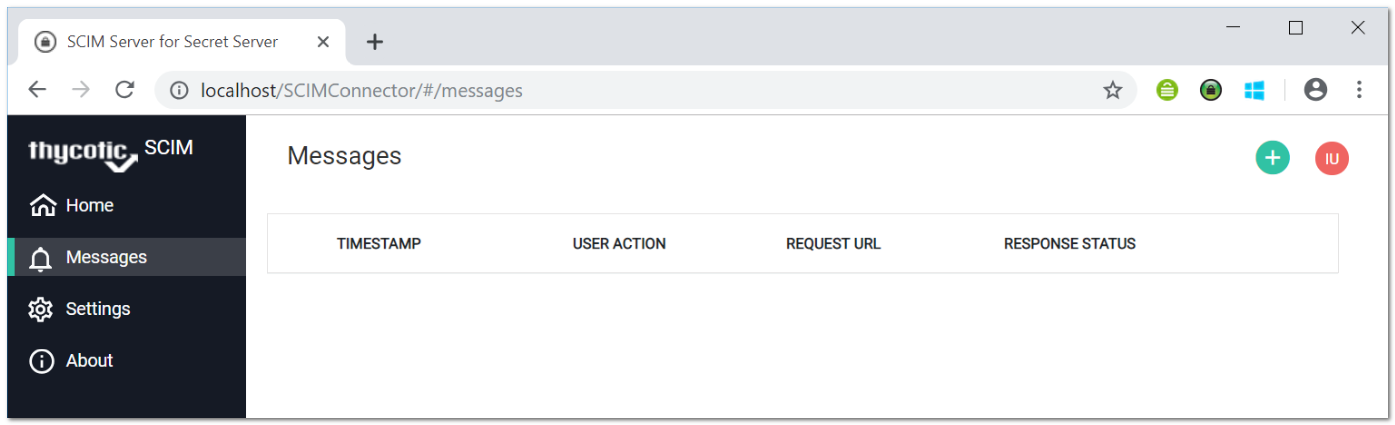 SCIM Server for Secret Server
localhost/SCIMConnector/#/messages
thycotic SCIM
Messages
IU
Home
Messages
Settings
About
TIMESTAMP USER ACTION REQUEST URL RESPONSE STATUS